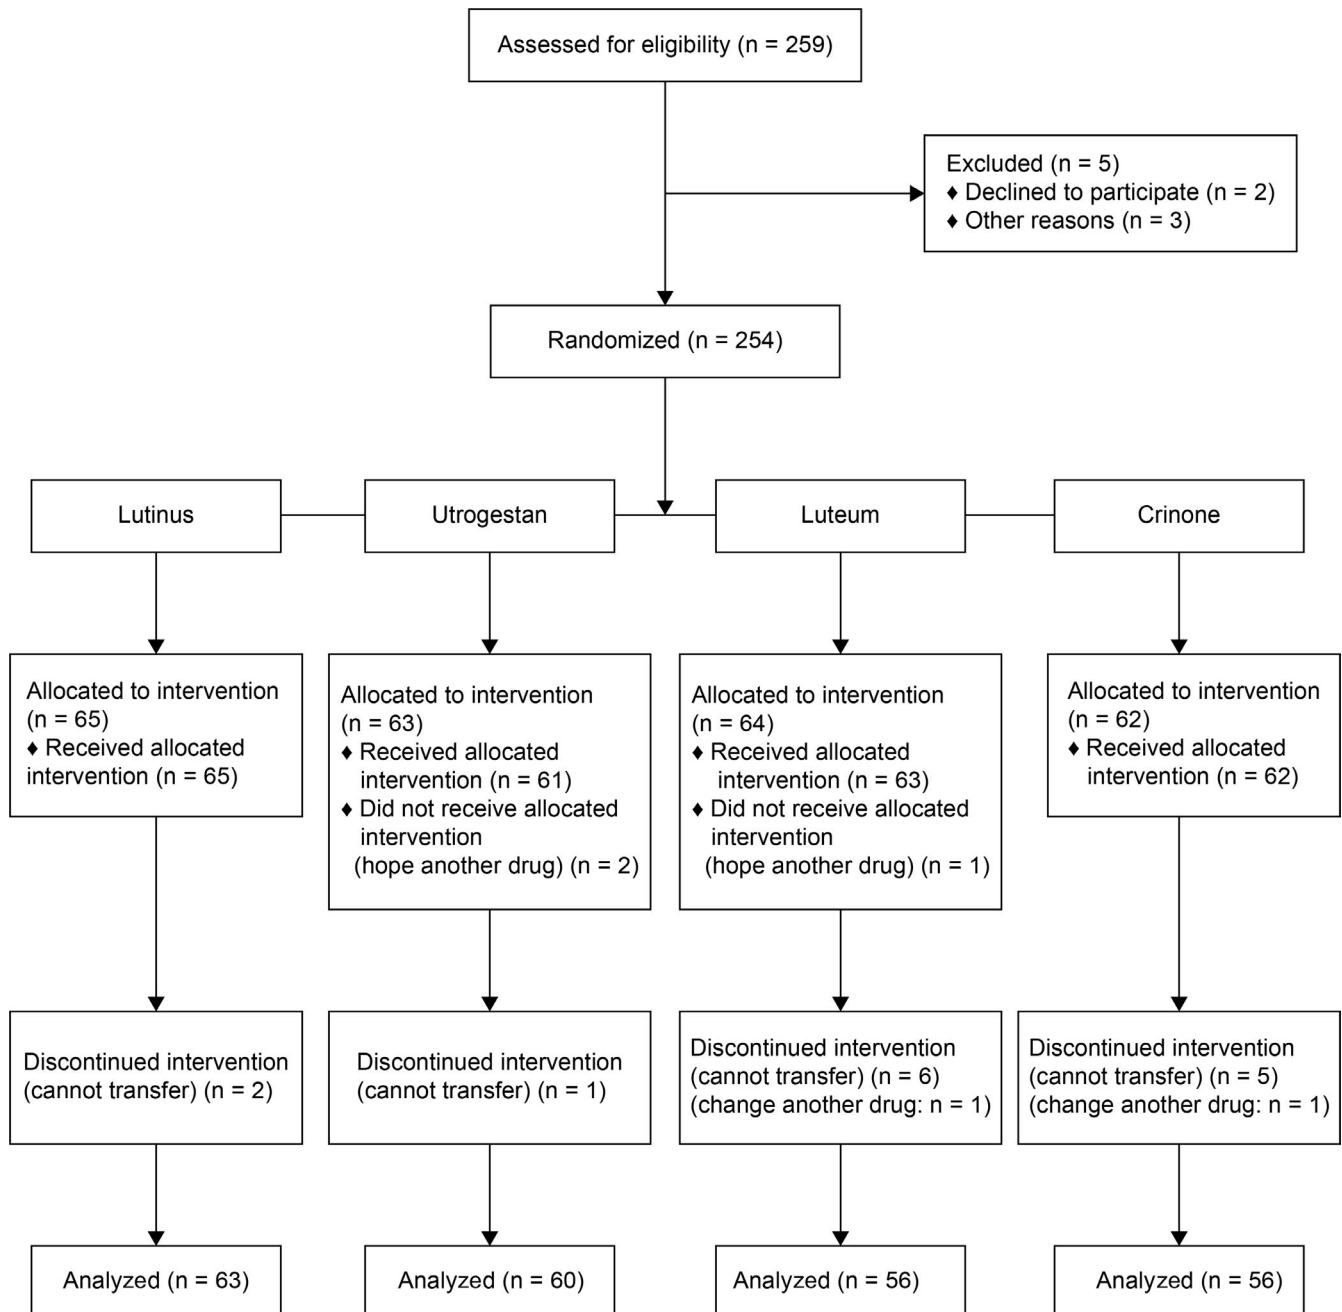 Assessed for eligibility (n = 259)
Excluded (n = 5)
♦ Declined to participate (n = 2)
♦ Other reasons (n = 3)
Randomized (n = 254)
Lutinus
Utrogestan
Luteum
Crinone
Allocated to intervention
(n = 65)
♦ Received allocated
intervention (n = 65)
Allocated to intervention
(n = 63)
♦ Received allocated
intervention (n = 61)
♦ Did not receive allocated
intervention
(hope another drug) (n = 2)
Allocated to intervention
(n = 64)
♦ Received allocated
intervention (n = 63)
♦ Did not receive allocated
intervention
(hope another drug) (n = 1)
Allocated to intervention
(n = 62)
♦ Received allocated
intervention (n = 62)
Discontinued intervention
(cannot transfer) (n = 2)
Discontinued intervention
(cannot transfer) (n = 1)
Discontinued intervention
(cannot transfer) (n = 6)
(change another drug: n = 1)
Discontinued intervention
(cannot transfer) (n = 5)
(change another drug: n = 1)
Analyzed (n = 63)
Analyzed (n = 60)
Analyzed (n = 56)
Analyzed (n = 56)